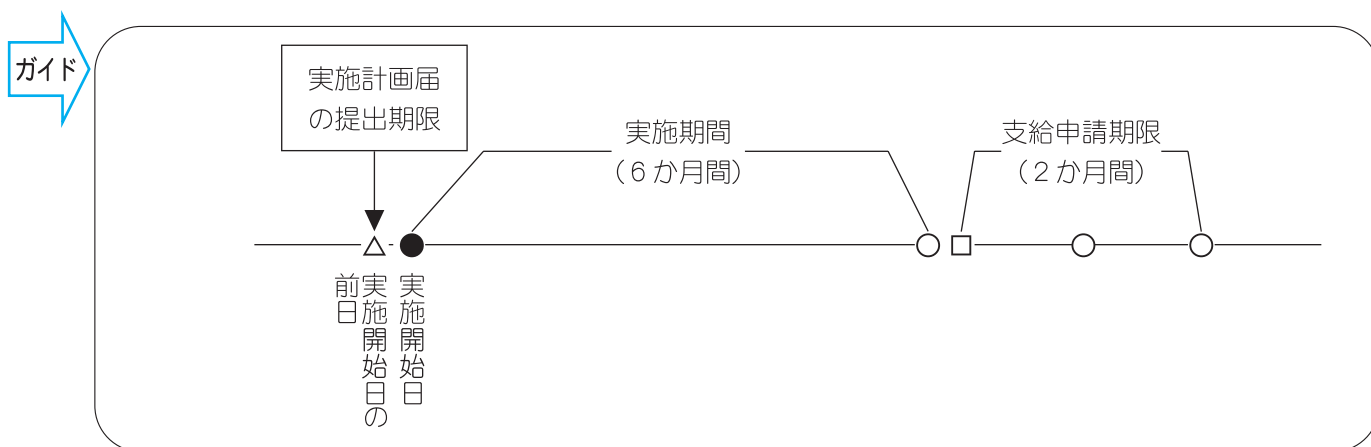 ガイド
実施計画届
の提出期限
実施期間
（６か月間）
支給申請期限
（２か月間）
実施開始日の
前日
実施開始日